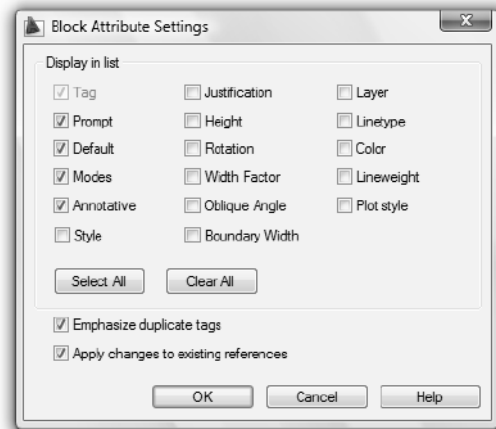 Block Attribute Settings
Display in list
Tag
Justification
Layer
Prompt
Height
Linetype
Default
Rotation
Color
Modes
Width Factor
Lineweight
Annotative
Oblique Angle
Plot style
Style
Boundary Width
Select All
Clear All
Emphasize duplicate tags
Apply changes to existing references
OK
Cancel
Help